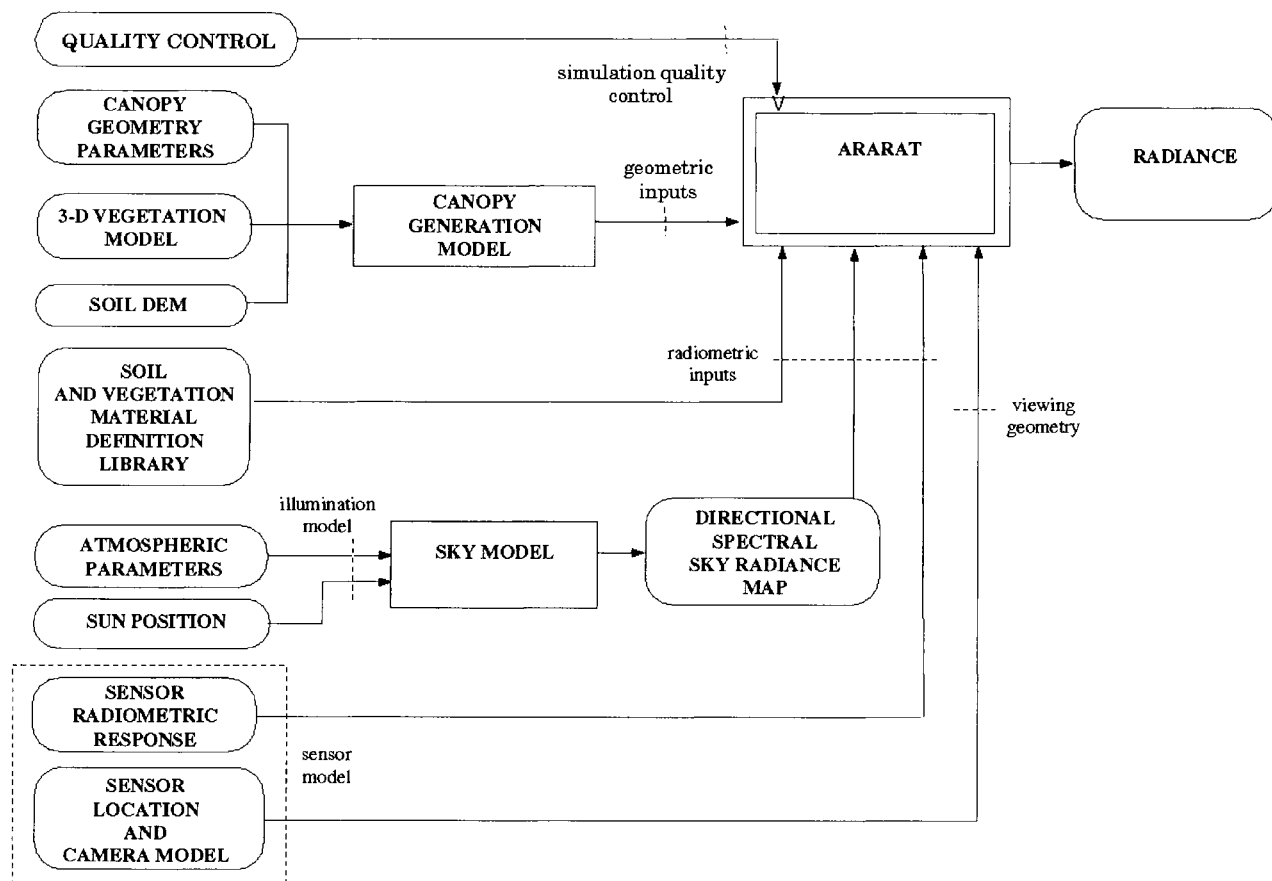 QUALITY CONTROL
simulation quality
control
CANOPY
GEOMETRY
PARAMETERS
ARARAT
RADIANCE
geometric
inputs
3-D VEGETATION
MODEL
CANOPY
GENERATION
MODEL
SOIL DEM
radiometric
inputs
SOIL
AND VEGETATION
MATERIAL
DEFINITION
LIBRARY
viewing
geometry
illumination
model
ATMOSPHERIC
PARAMETERS
SKY MODEL
DIRECTIONAL
SPECTRAL
SKY RADIANCE
MAP
SUN POSITION
SENSOR
RADIOMETRIC
RESPONSE
sensor
model
SENSOR
LOCATION
AND
CAMERA MODEL